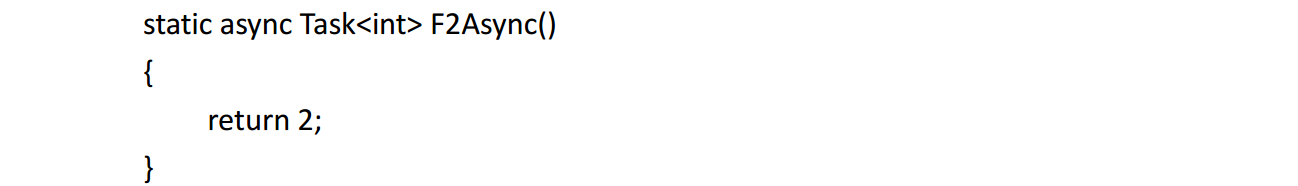 static async Task<int> F2Async()
{
return 2;
}